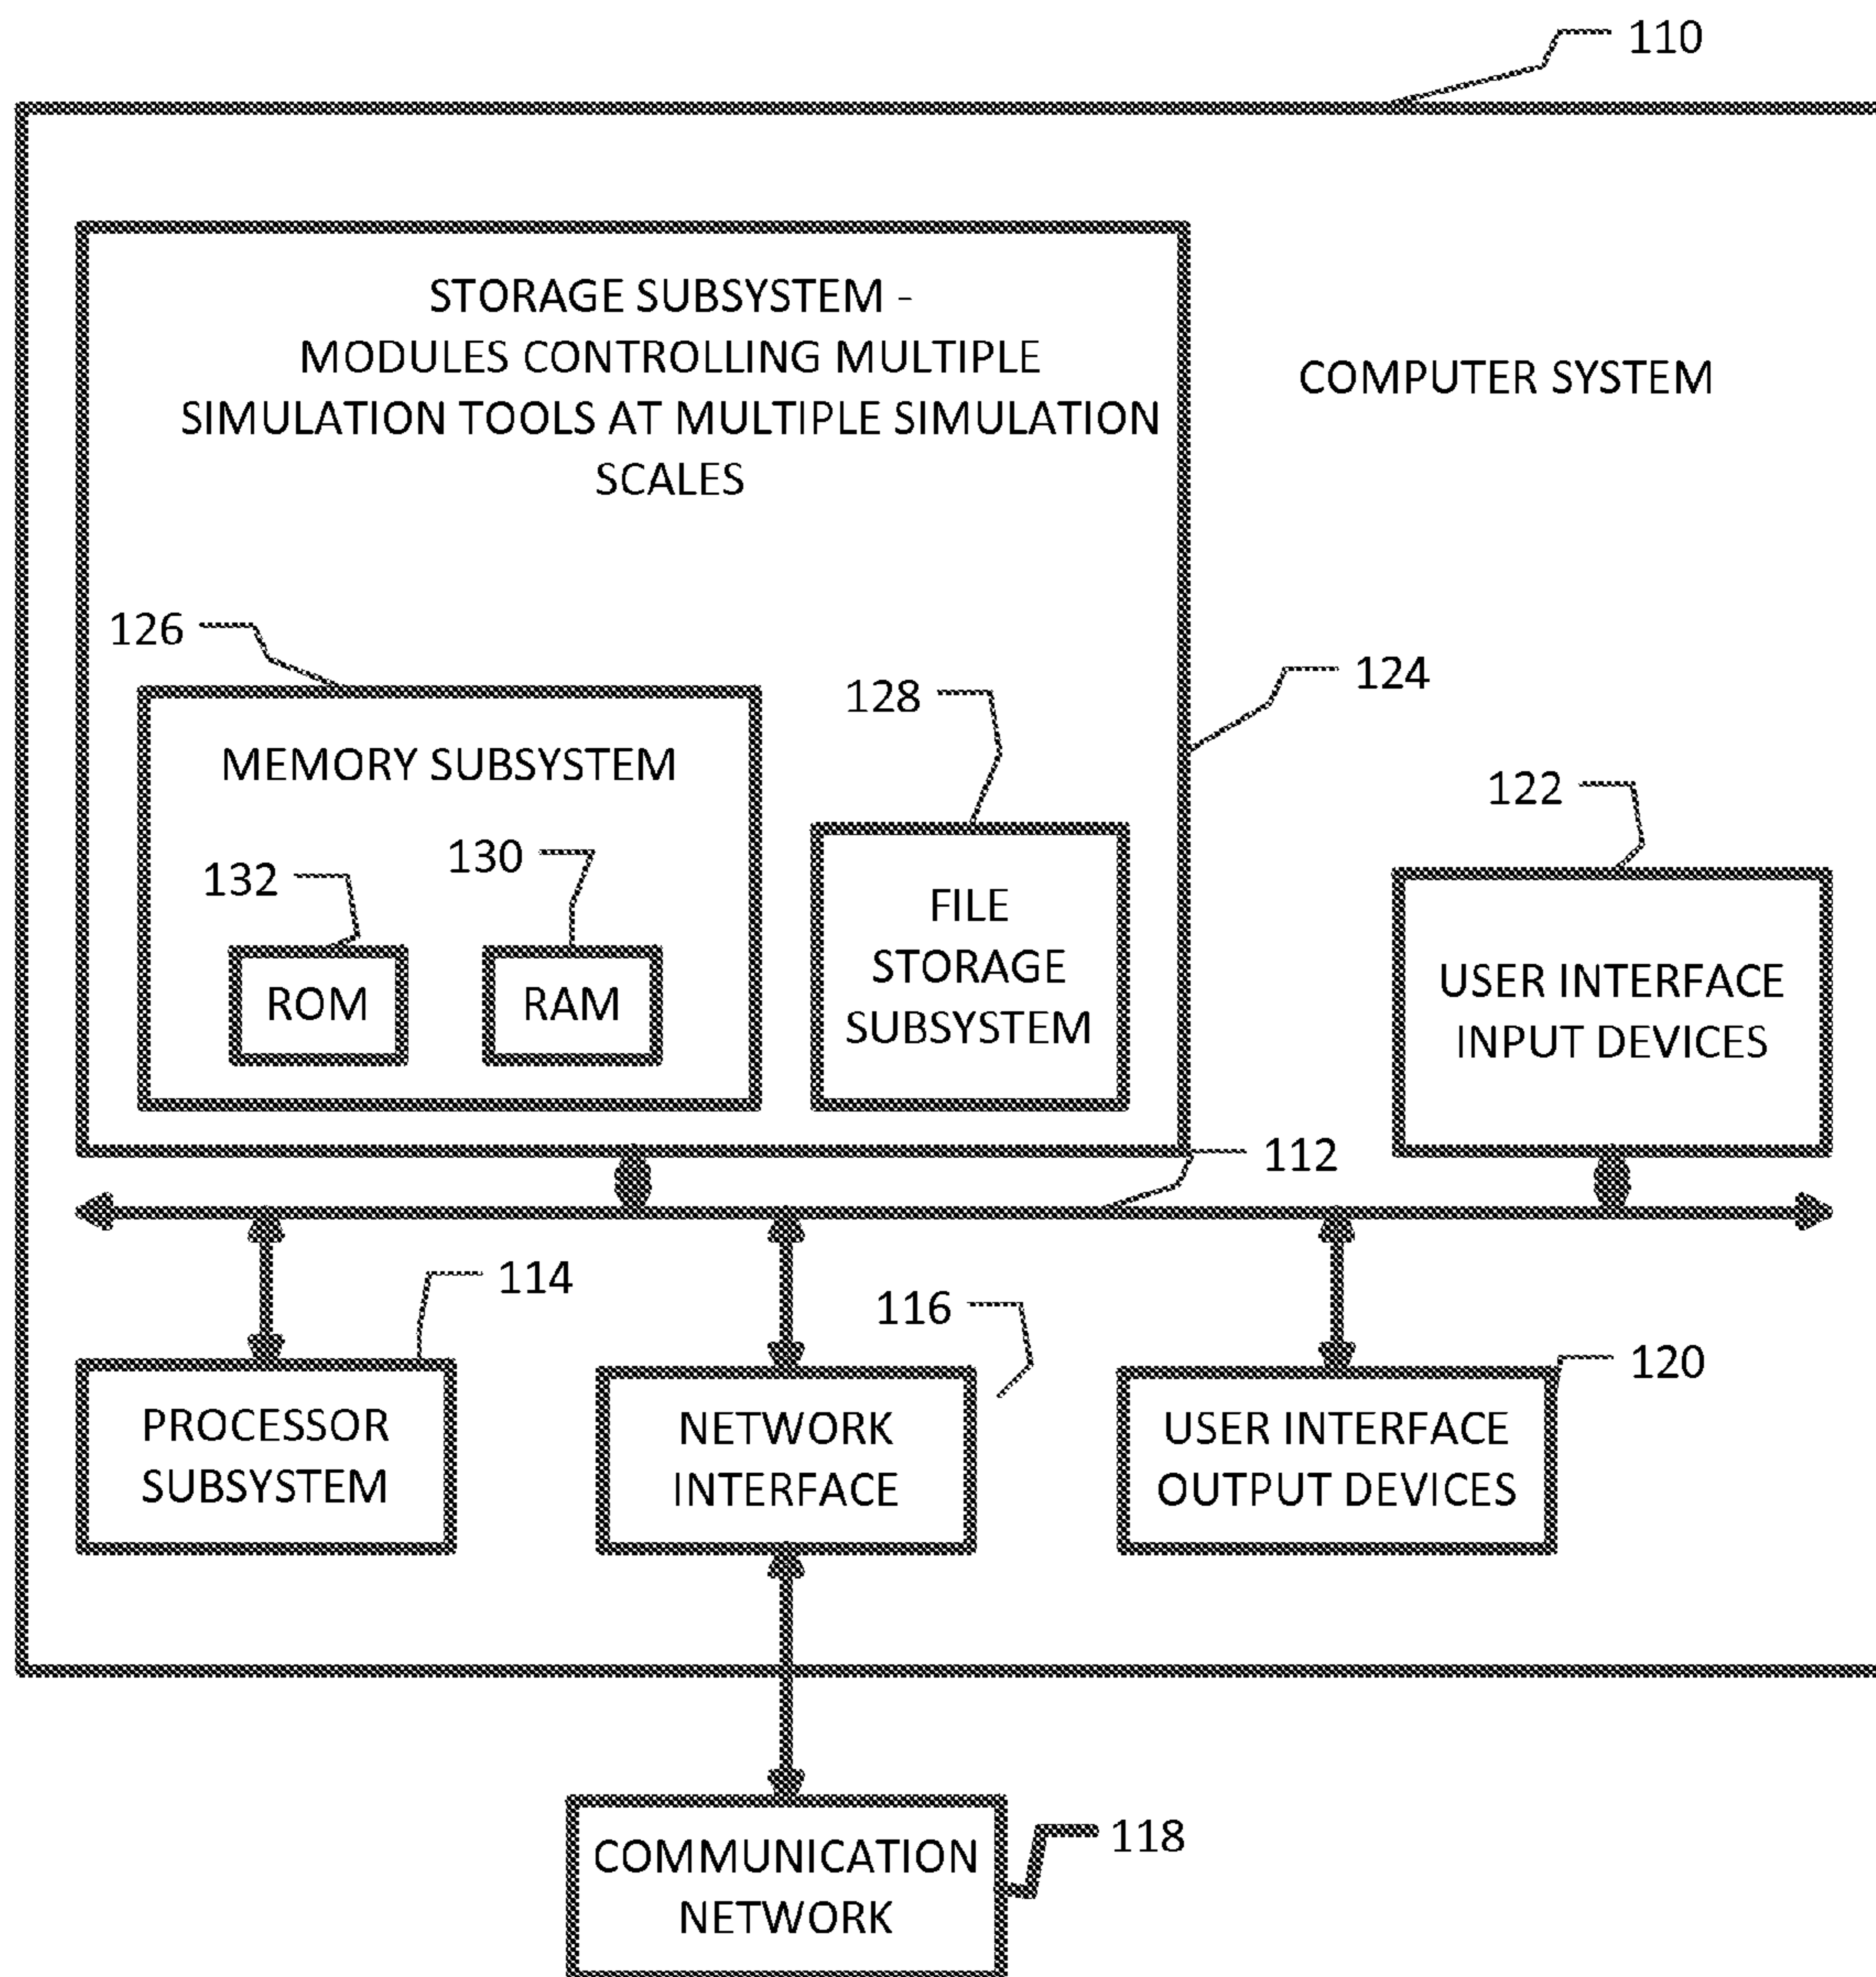 110
STORAGE SUBSYSTEM -
MODULES CONTROLLING MULTIPLE
SIMULATION TOOLS AT MULTIPLE SIMULATION
SCALES
COMPUTER SYSTEM
126
124
128
MEMORY SUBSYSTEM
122
132
130
FILE
STORAGE
SUBSYSTEM
ROM
RAM
USER INTERFACE
INPUT DEVICES
112
114
116
120
PROCESSOR
SUBSYSTEM
NETWORK
INTERFACE
USER INTERFACE
OUTPUT DEVICES
COMMUNICATION
NETWORK
118